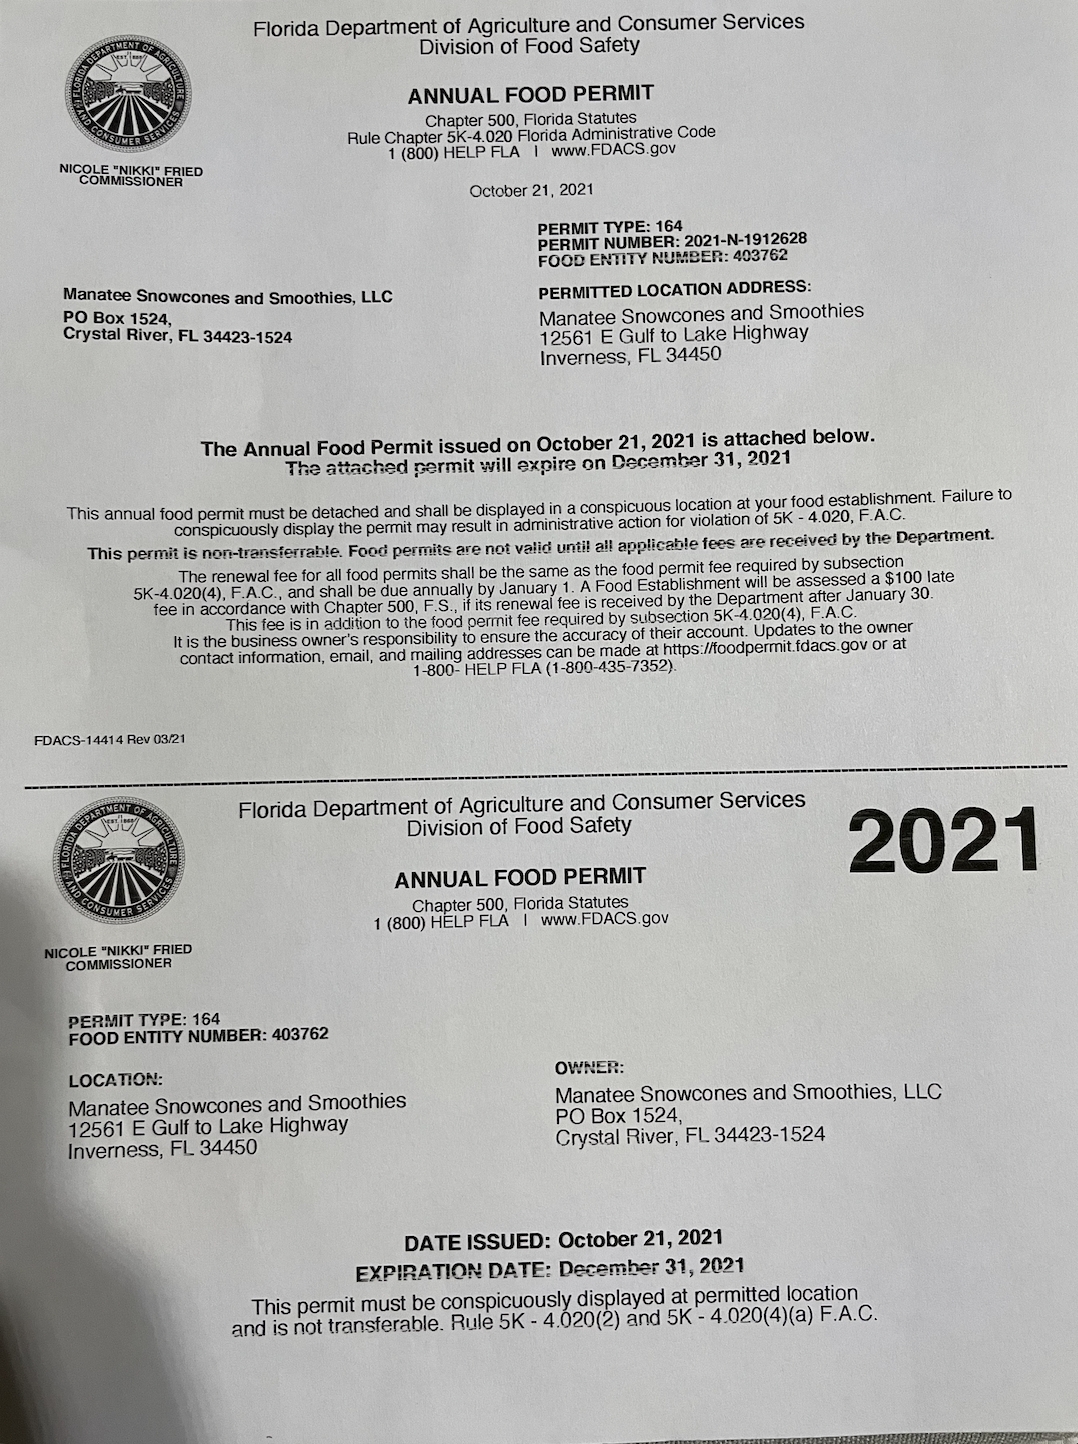 Florida Department of Agriculture and Consumer Services
Division of Food Safety
FLORIDA DEPARTMENT OF AGRICULTURE
AND CONSUMER SERVICES
EST. 1868
ANNUAL FOOD PERMIT
Chapter 500, Florida Statutes
Rule Chapter 5K-4.020 Florida Administrative Code
1 (800) HELP FLA | www.FDACS.gov
NICOLE "NIKKI" FRIED
COMMISSIONER
October 21, 2021
PERMIT TYPE: 164
PERMIT NUMBER: 2021-N-1912628
FOOD ENTITY NUMBER: 403762
Manatee Snowcones and Smoothies, LLC
PO Box 1524,
Crystal River, FL 34423-1524
PERMITTED LOCATION ADDRESS:
Manatee Snowcones and Smoothies
12561 E Gulf to Lake Highway
Inverness, FL 34450
The Annual Food Permit issued on October 21, 2021 is attached below.
The attached permit will expire on December 31, 2021
This annual food permit must be detached and shall be displayed in a conspicuous location at your food establishment. Failure to
conspicuously display the permit may result in administrative action for violation of 5K - 4.020, F.A.C.
This permit is non-transferrable. Food permits are not valid until all applicable fees are received by the Department.
The renewal fee for all food permits shall be the same as the food permit fee required by subsection
5K-4.020(4), F.A.C., and shall be due annually by January 1. A Food Establishment will be assessed a $100 late
fee in accordance with Chapter 500, F.S., if its renewal fee is received by the Department after January 30.
This fee is in addition to the food permit fee required by subsection 5K-4.020(4), F.A.C.
It is the business owner's responsibility to ensure the accuracy of their account. Updates to the owner
contact information, email, and mailing addresses can be made at https://foodpermit.fdacs.gov or at
1-800- HELP FLA (1-800-435-7352).
FDACS-14414 Rev 03/21
Florida Department of Agriculture and Consumer Services
Division of Food Safety
2021
FLORIDA DEPARTMENT OF AGRICULTURE
AND CONSUMER SERVICES
EST. 1868
ANNUAL FOOD PERMIT
Chapter 500, Florida Statutes
1 (800) HELP FLA | www.FDACS.gov
NICOLE "NIKKI" FRIED
COMMISSIONER
PERMIT TYPE: 164
FOOD ENTITY NUMBER: 403762
LOCATION:
Manatee Snowcones and Smoothies
12561 E Gulf to Lake Highway
Inverness, FL 34450
OWNER:
Manatee Snowcones and Smoothies, LLC
PO Box 1524,
Crystal River, FL 34423-1524
DATE ISSUED: October 21, 2021
EXPIRATION DATE: December 31, 2021
This permit must be conspicuously displayed at permitted location
and is not transferable. Rule 5K - 4.020(2) and 5K - 4.020(4)(a) F.A.C.